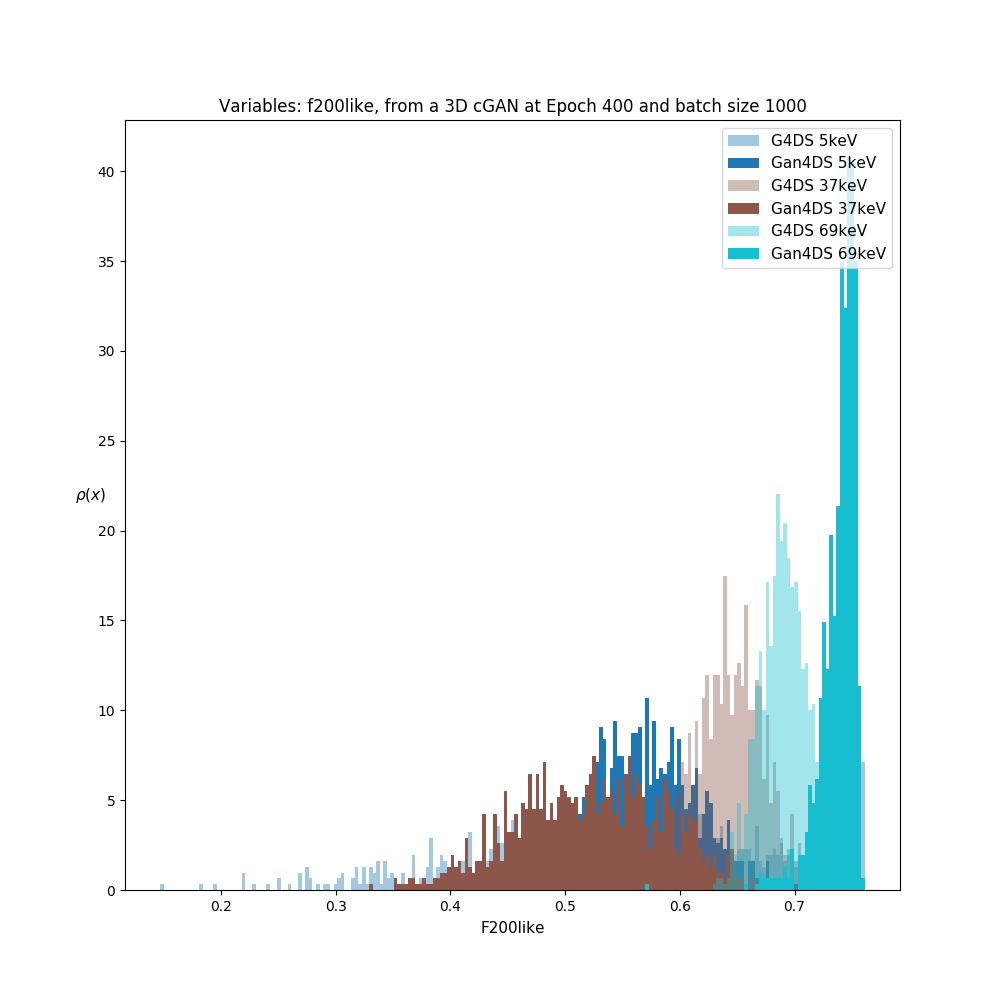 Variables: f200like, from a 3D cGAN at Epoch 400 and batch size 1000
G4DS 5keV
Gan4DS 5keV
G4DS 37keV
Gan4DS 37keV
G4DS 69keV
Gan4DS 69keV
40
35
30
25
20
15
10
5
0
ρ(x)
0.2 0.3 0.4 0.5 0.6 0.7
F200like